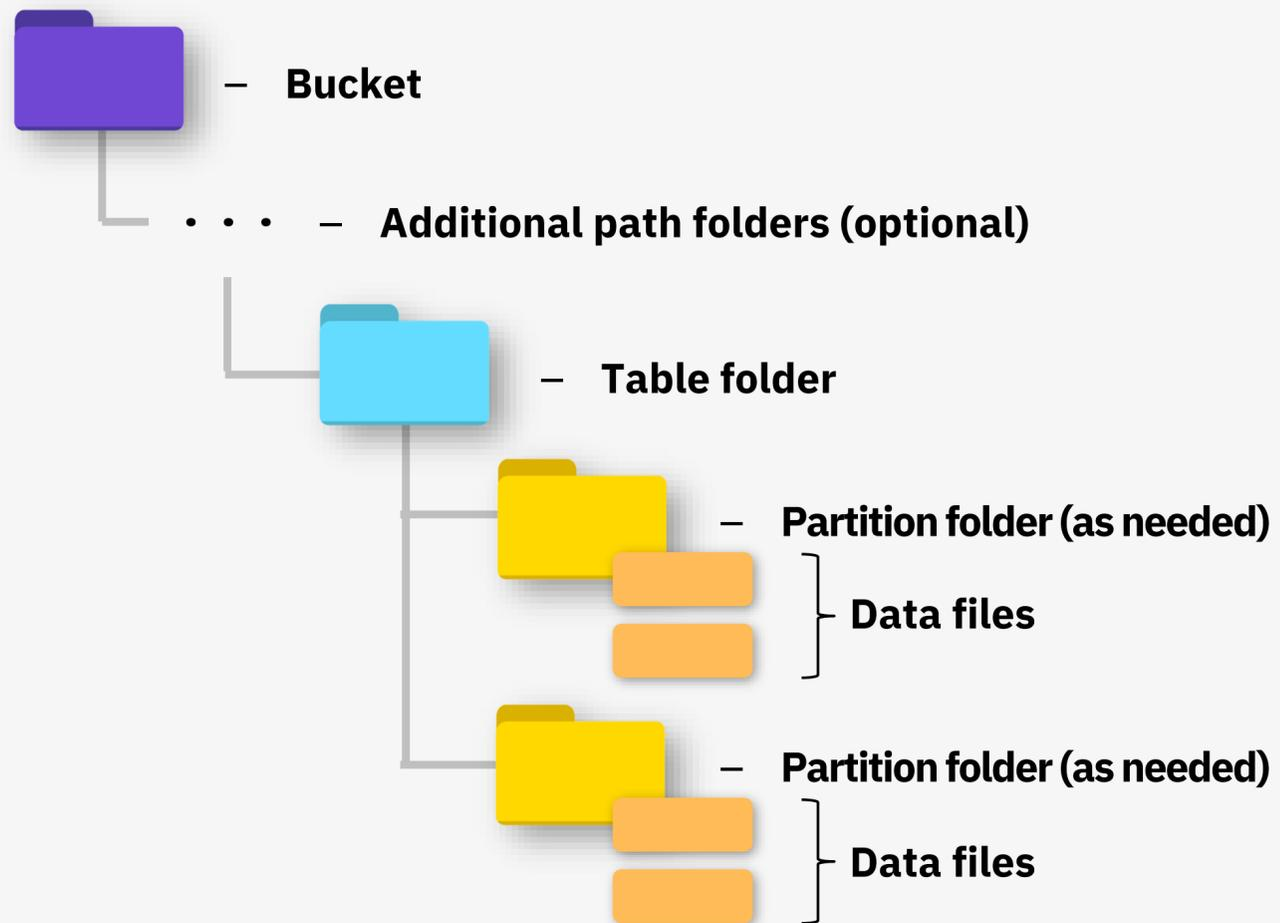 – Bucket
. . . – Additional path folders (optional)
– Table folder
– Partition folder (as needed)
Data files
– Partition folder (as needed)
Data files